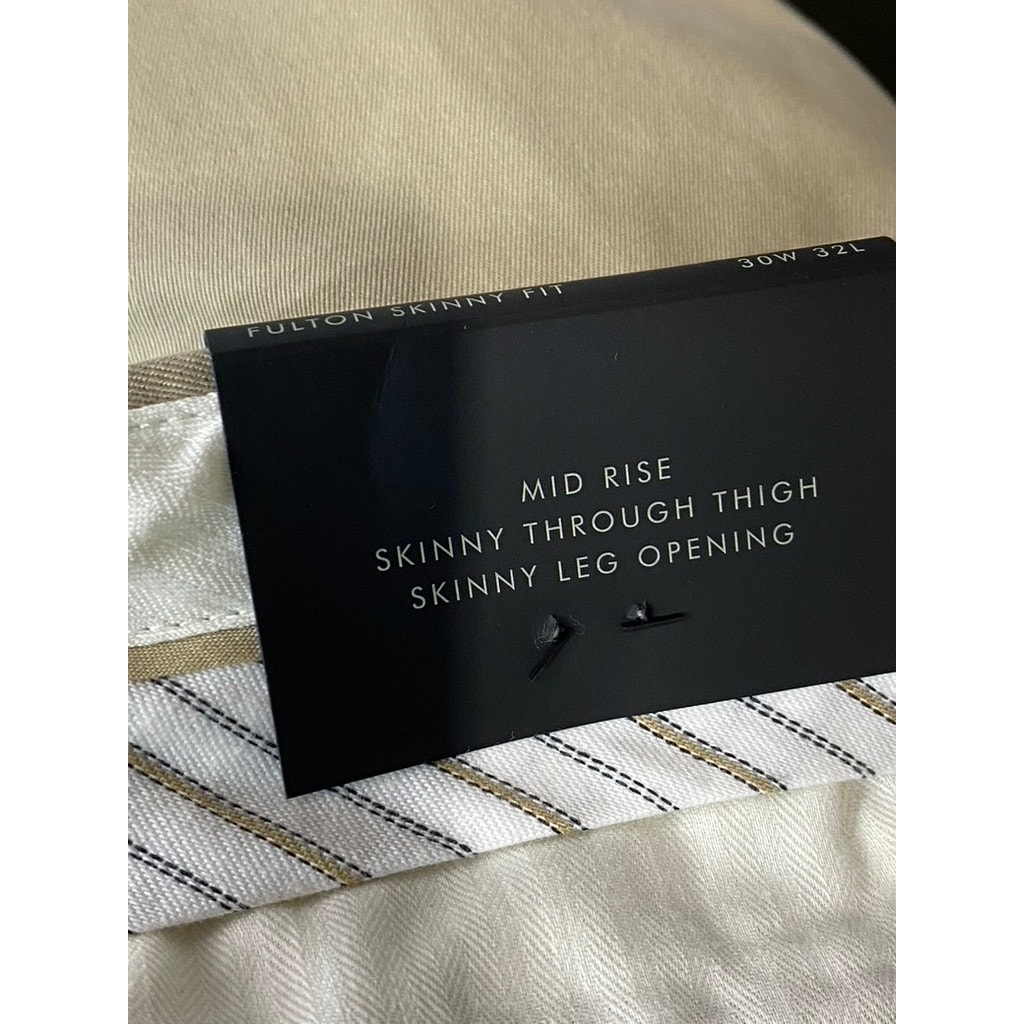 FULTON SKINNY FIT 30W 32L
MID RISE
SKINNY THROUGH THIGH
SKINNY LEG OPENING